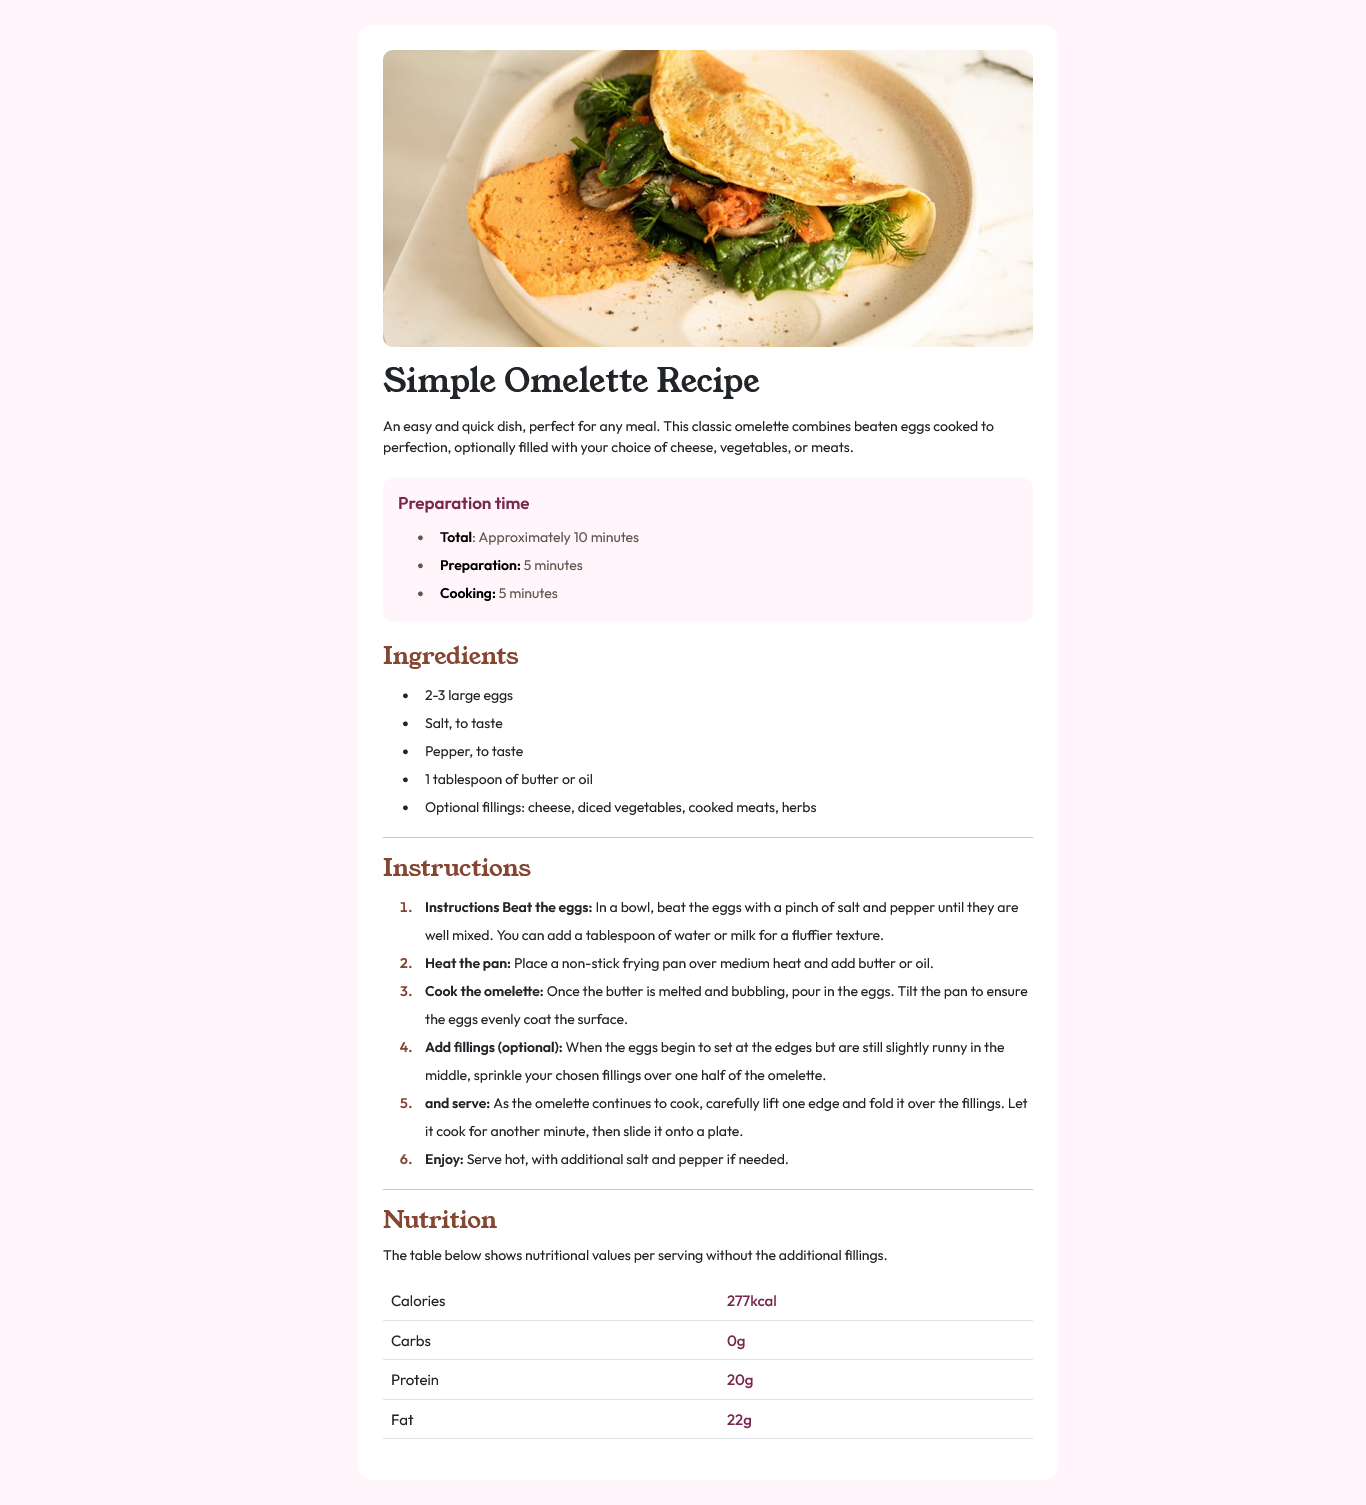 Simple Omelette Recipe
An easy and quick dish, perfect for any meal. This classic omelette combines beaten eggs cooked to
perfection, optionally filled with your choice of cheese, vegetables, or meats.
Preparation time
• Total: Approximately 10 minutes
• Preparation: 5 minutes
• Cooking: 5 minutes
Ingredients
• 2-3 large eggs
• Salt, to taste
• Pepper, to taste
• 1 tablespoon of butter or oil
• Optional fillings: cheese, diced vegetables, cooked meats, herbs
Instructions
1. Instructions Beat the eggs: In a bowl, beat the eggs with a pinch of salt and pepper until they are
well mixed. You can add a tablespoon of water or milk for a fluffier texture.
2. Heat the pan: Place a non-stick frying pan over medium heat and add butter or oil.
3. Cook the omelette: Once the butter is melted and bubbling, pour in the eggs. Tilt the pan to ensure
the eggs evenly coat the surface.
4. Add fillings (optional): When the eggs begin to set at the edges but are still slightly runny in the
middle, sprinkle your chosen fillings over one half of the omelette.
5. and serve: As the omelette continues to cook, carefully lift one edge and fold it over the fillings. Let
it cook for another minute, then slide it onto a plate.
6. Enjoy: Serve hot, with additional salt and pepper if needed.
Nutrition
The table below shows nutritional values per serving without the additional fillings.
Calories 277kcal
Carbs 0g
Protein 20g
Fat 22g